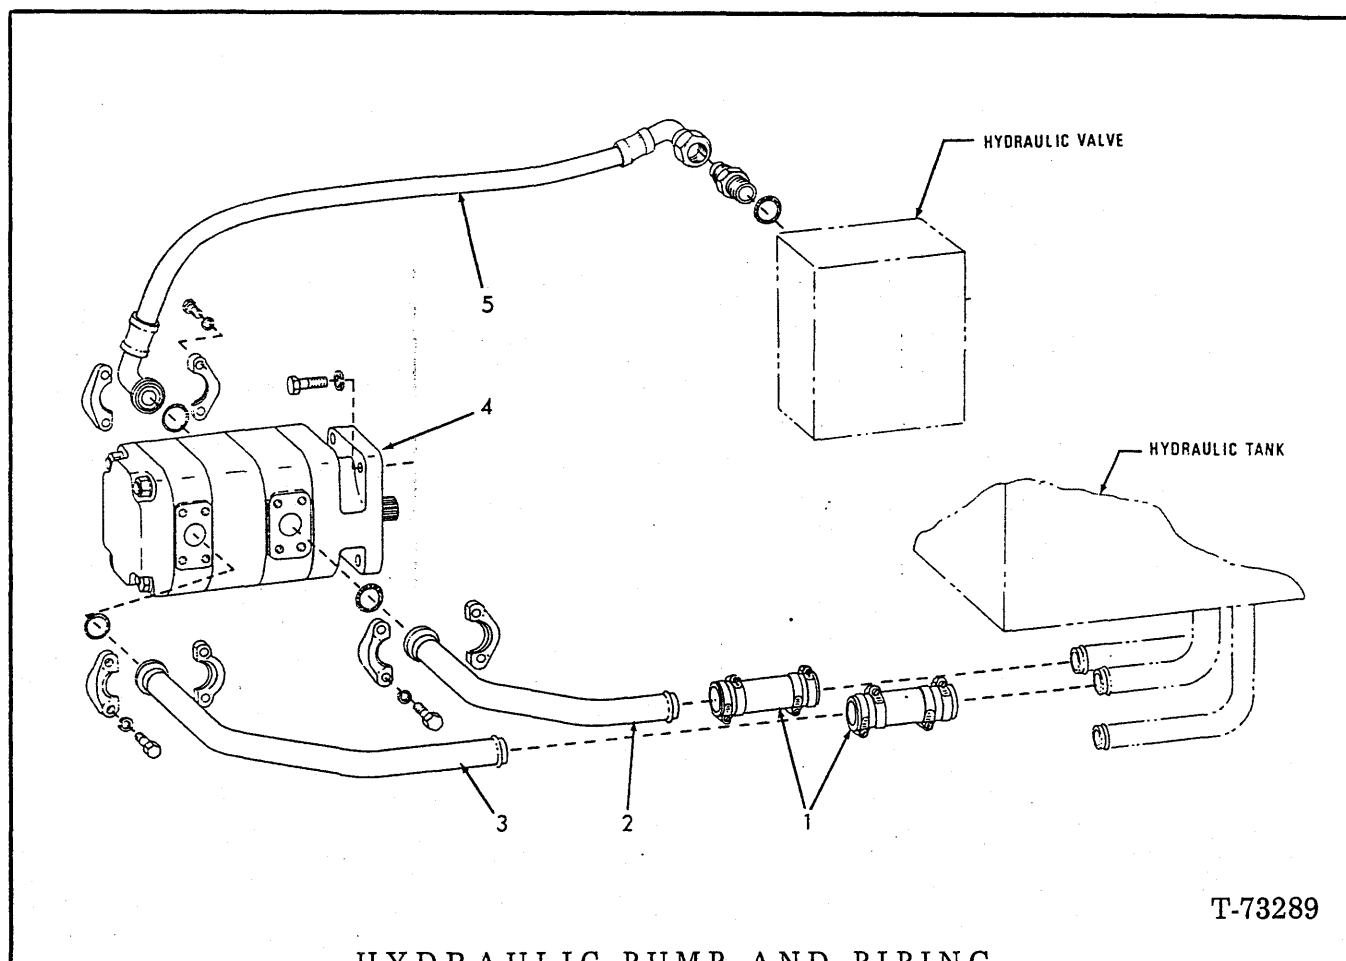 HYDRAULIC VALVE
5
4
HYDRAULIC TANK
3
2
1
T-73289
HYDRAULIC PUMP AND PIPING